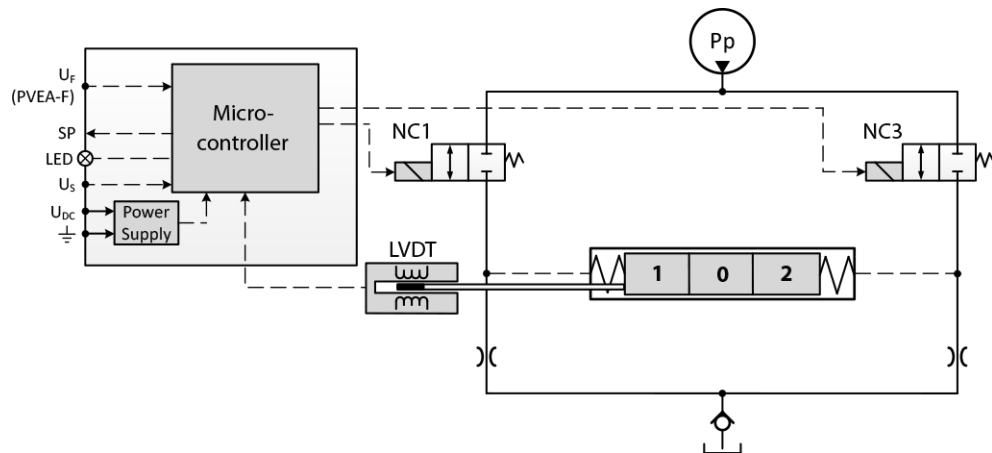 Pp
U_F
(PVEA-F)
SP
LED
U_S
U_DC
Micro-
controller
Power
Supply
NC1
NC3
LVDT
1 0 2